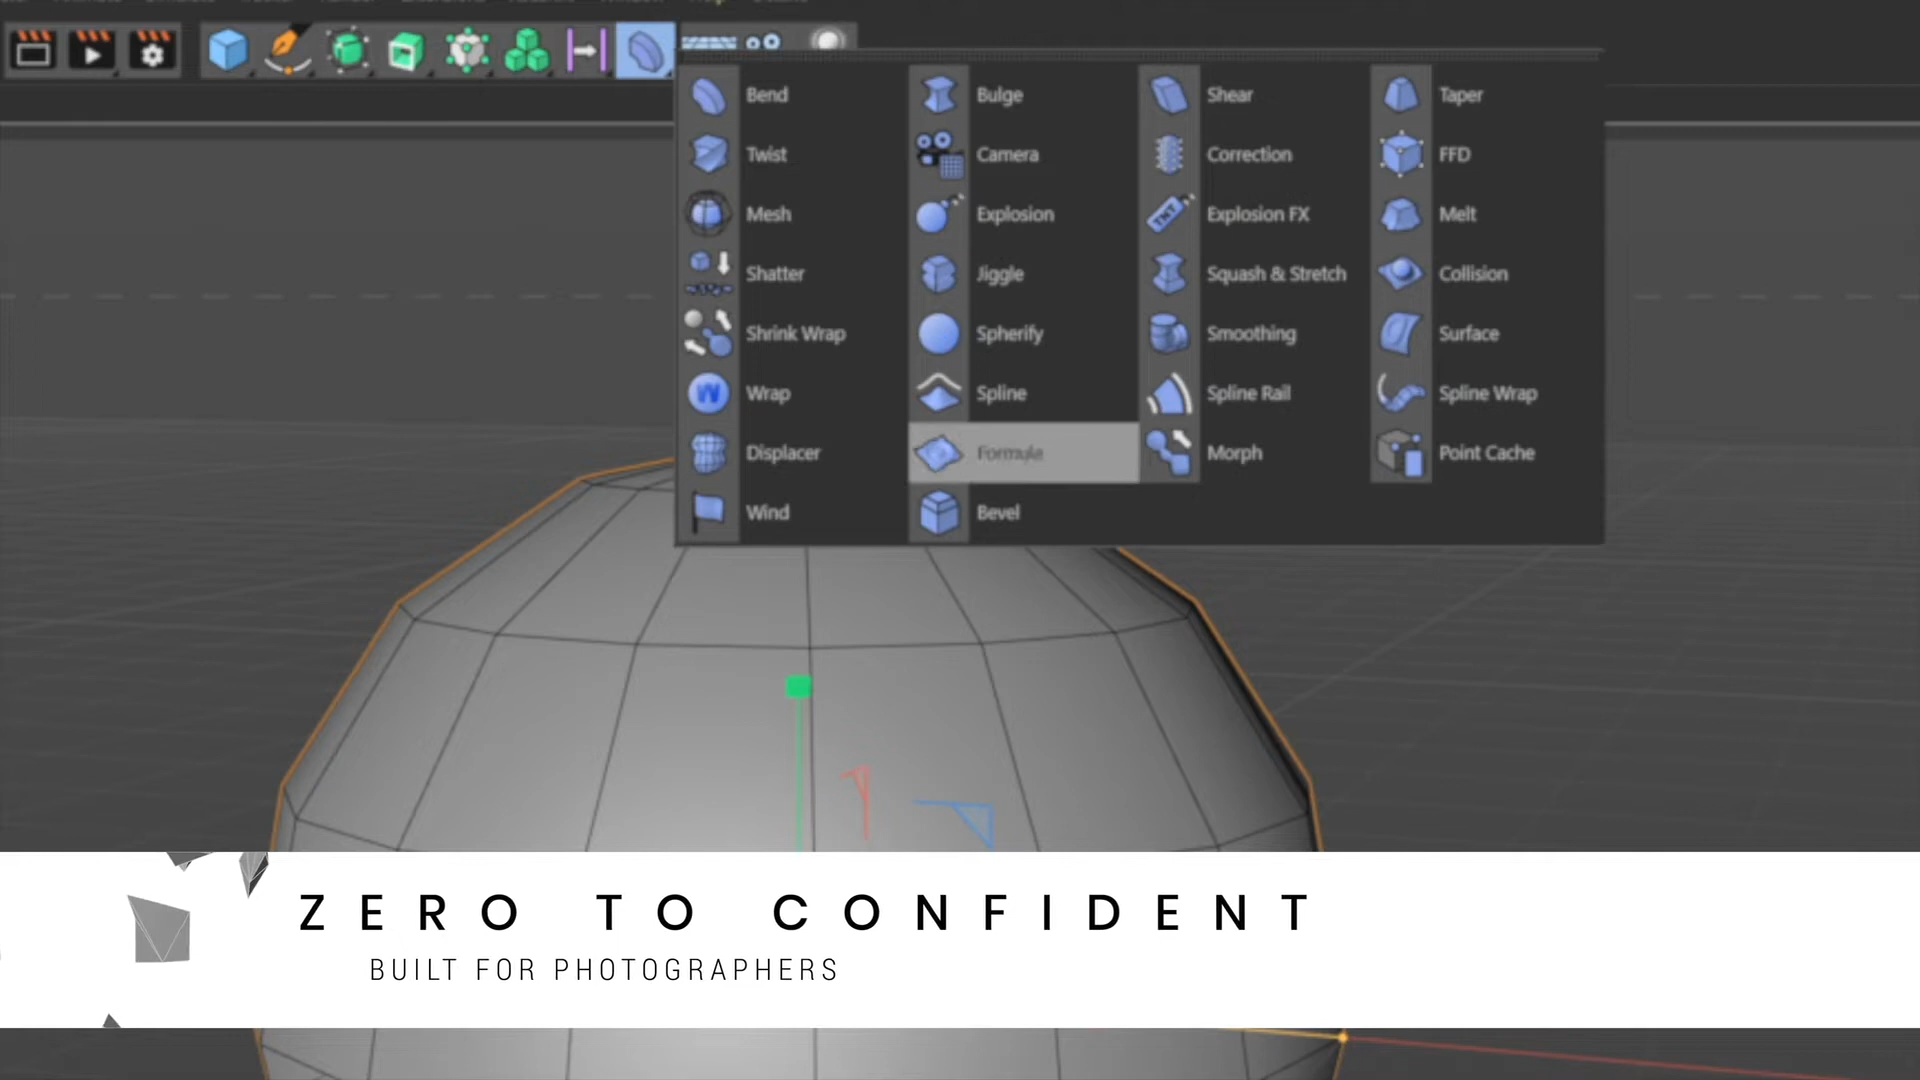 Bend Bulge Shear Taper
Twist Camera Correction FFD
Mesh Explosion Explosion FX Melt
TNT
Shatter Jiggle Squash & Stretch Collision
Shrink Wrap Spherify Smoothing Surface
W
Wrap Spline Spline Rail Spline Wrap
Displacer Formula Morph Point Cache
Wind Bevel
ZERO TO CONFIDENT
BUILT FOR PHOTOGRAPHERS